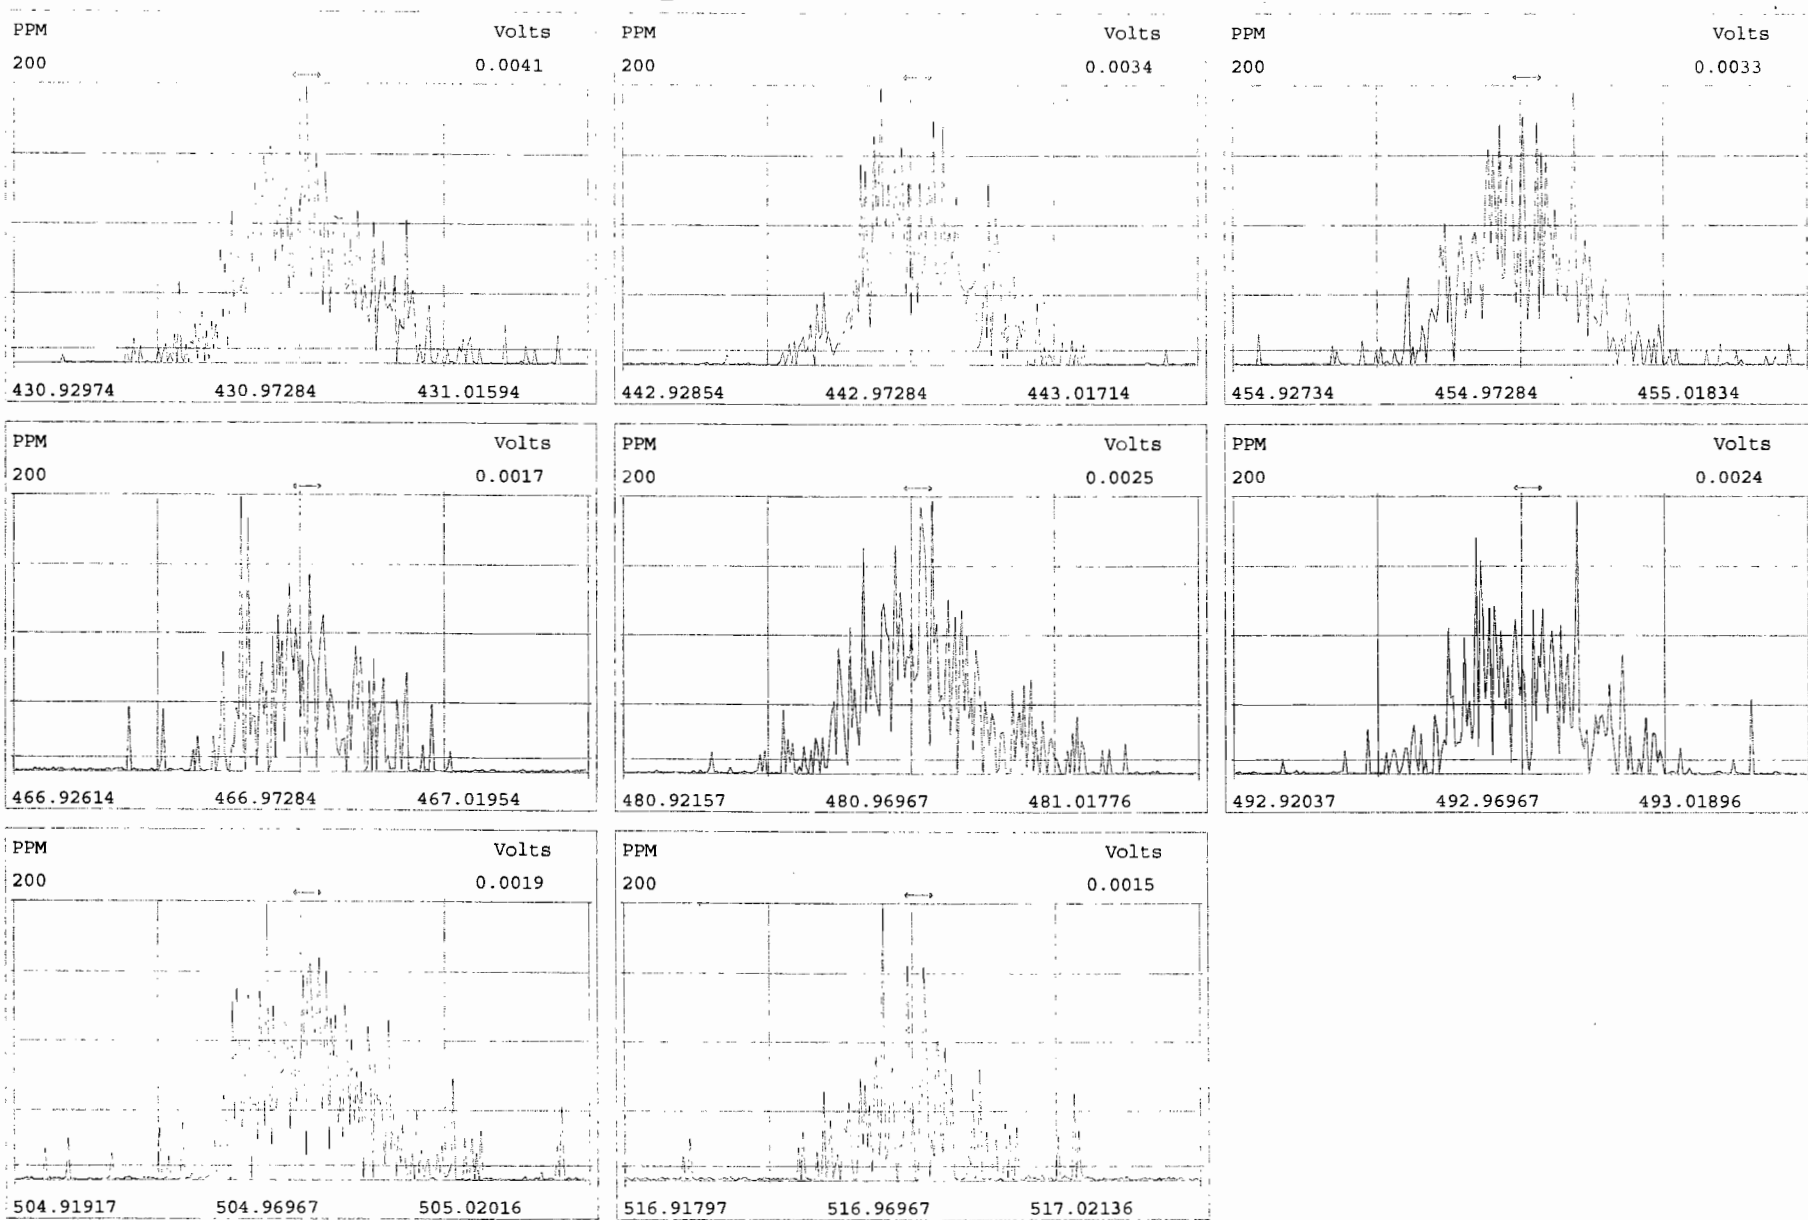 PPM Volts
200 0.0041
430.92974 430.97284 431.01594
PPM Volts
200 0.0034
442.92854 442.97284 443.01714
PPM Volts
200 0.0033
454.92734 454.97284 455.01834
PPM Volts
200 0.0017
466.92614 466.97284 467.01954
PPM Volts
200 0.0025
480.92157 480.96967 481.01776
PPM Volts
200 0.0024
492.92037 492.96967 493.01896
PPM Volts
200 0.0019
504.91917 504.96967 505.02016
PPM Volts
200 0.0015
516.91797 516.96967 517.02136